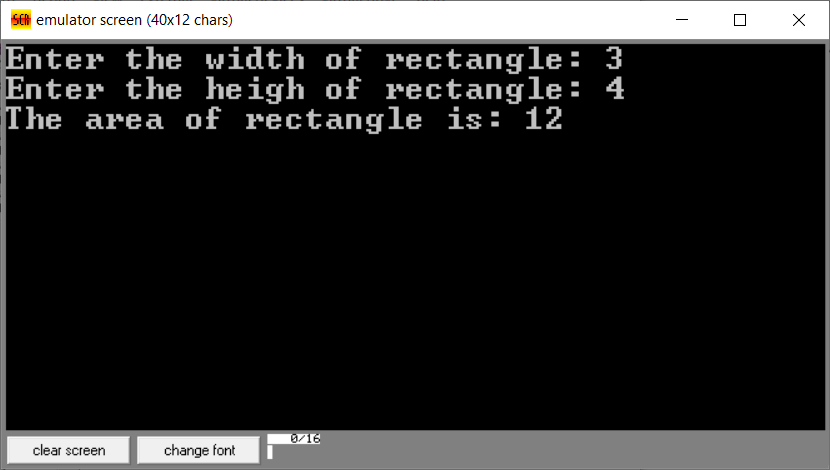 SCR emulator screen (40x12 chars)
Enter the width of rectangle: 3
Enter the heigh of rectangle: 4
The area of rectangle is: 12
clear screen change font 0/16